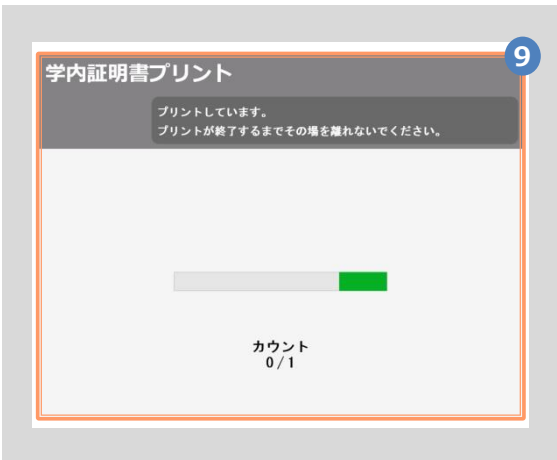 学内証明書プリント
9
プリントしています。
プリントが終了するまでその場を離れないでください。
カウント
0/1